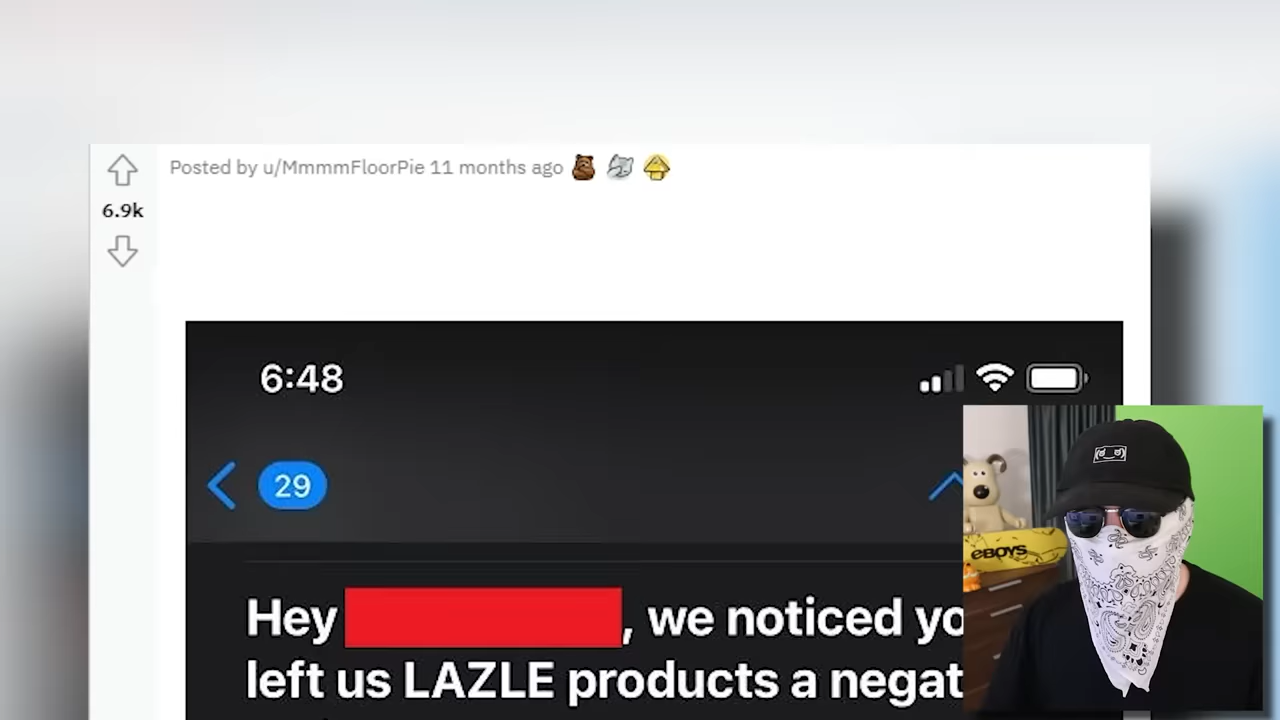 Posted by u/MmmmFloorPie 11 months ago
6.9k
6:48
29
Hey , we noticed yo
left us LAZLE products a negat
eBOYS